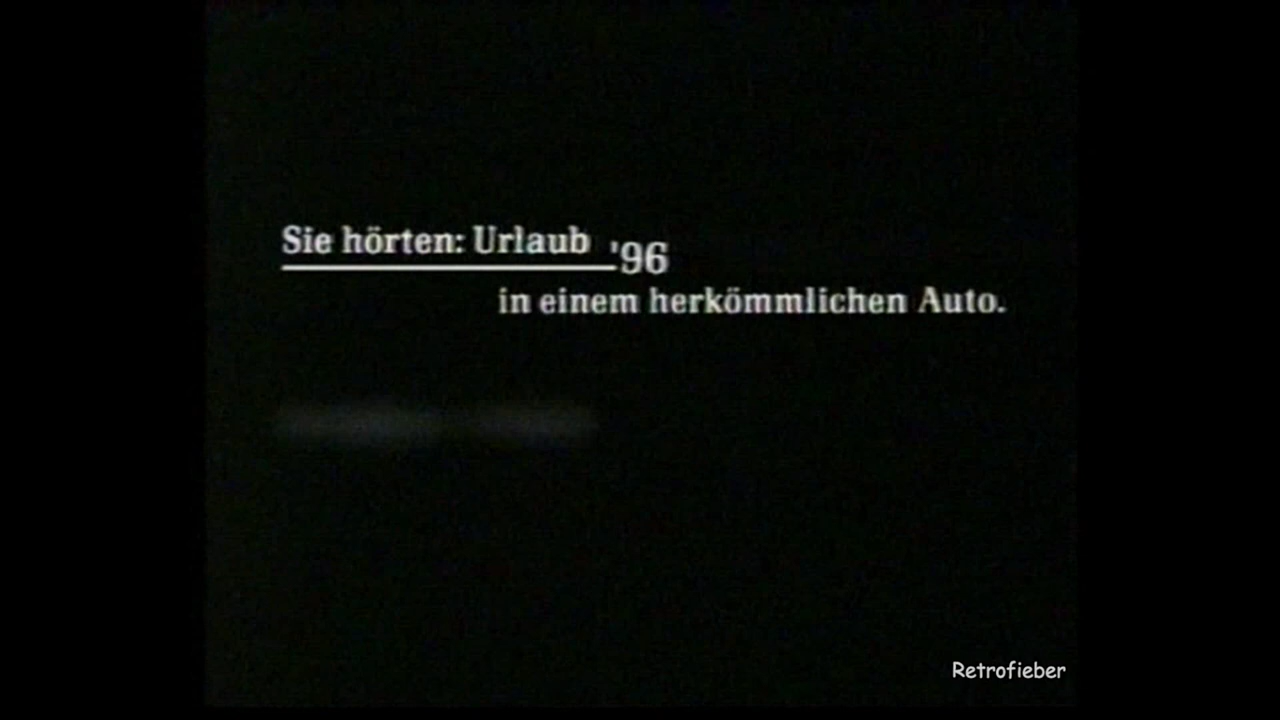 Sie hörten: Urlaub '96
in einem herkömmlichen Auto.
Retrofieber